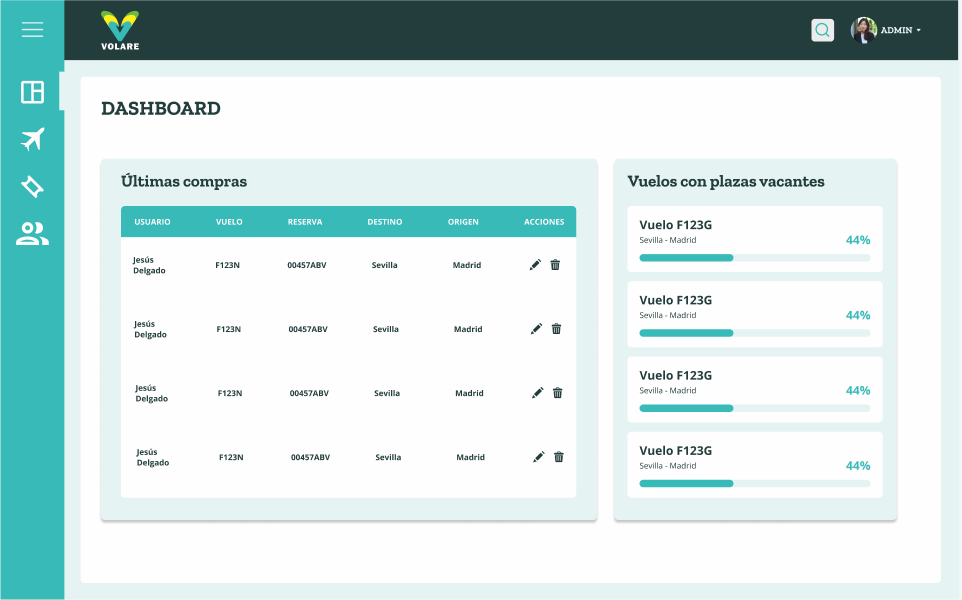 VOLARE
ADMIN
DASHBOARD
Últimas compras
USUARIO VUELO RESERVA DESTINO ORIGEN ACCIONES
Jesús
Delgado
F123N 00457ABV Sevilla Madrid
Jesús
Delgado
F123N 00457ABV Sevilla Madrid
Jesús
Delgado
F123N 00457ABV Sevilla Madrid
Jesús
Delgado
F123N 00457ABV Sevilla Madrid
Vuelos con plazas vacantes
Vuelo F123G
Sevilla - Madrid
44%
Vuelo F123G
Sevilla - Madrid
44%
Vuelo F123G
Sevilla - Madrid
44%
Vuelo F123G
Sevilla - Madrid
44%